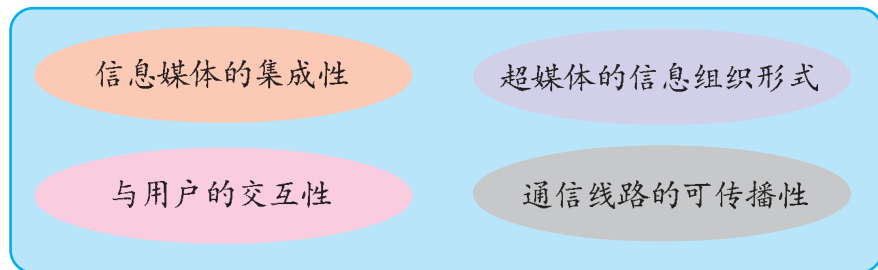 信息媒体的集成性
超媒体的信息组织形式
与用户的交互性
通信线路的可传播性